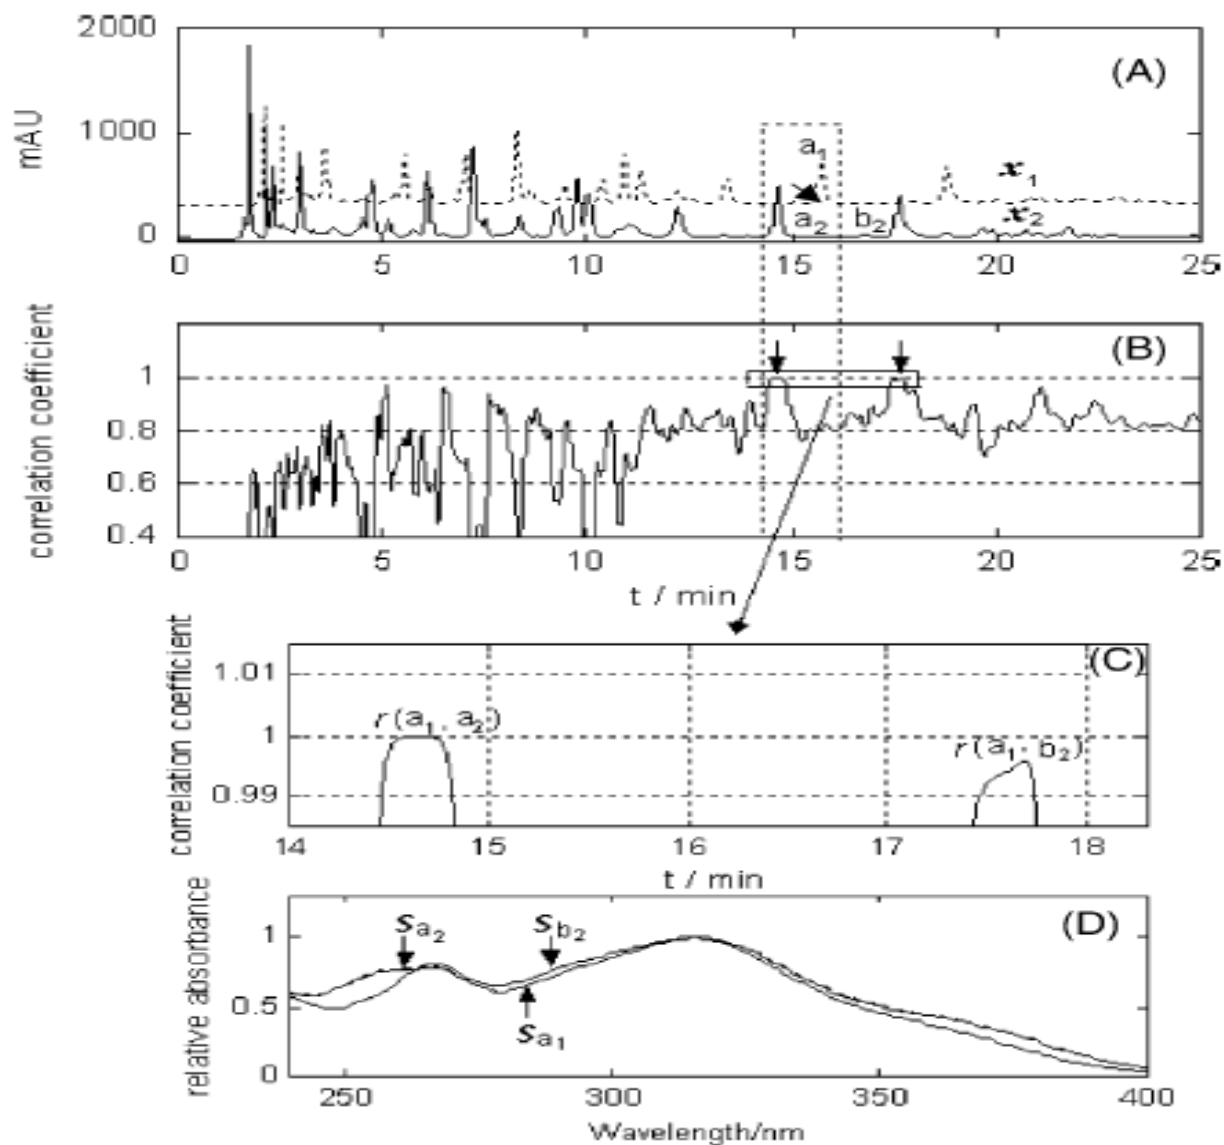 2000
(A)
mAU
1000
a1
x1
a2
b2
x2
0
0 5 10 15 20 25
correlation coefficient
(B)
1
0.8
0.6
0.4
0 5 10 15 20 25
t / min
correlation coefficient
(C)
1.01
r(a1, a2)
1
r(a1, b2)
0.99
14 15 16 17 18
t / min
relative absorbance
(D)
sa2
sb2
1
0.5
sa1
0
250 300 350 400
Wavelength/nm